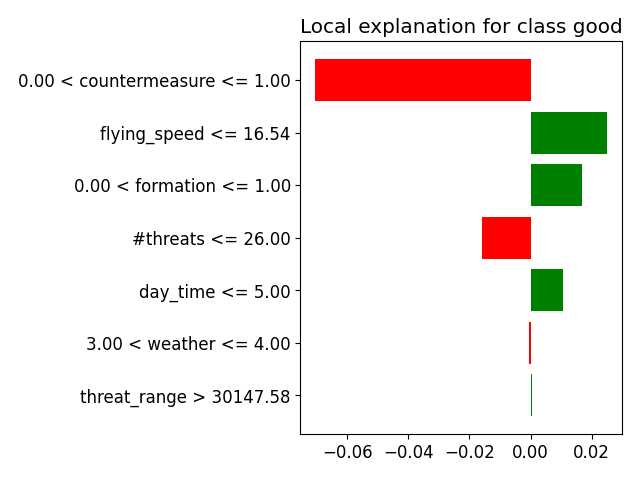 Local explanation for class good
0.00 < countermeasure <= 1.00
flying_speed <= 16.54
0.00 < formation <= 1.00
#threats <= 26.00
day_time <= 5.00
3.00 < weather <= 4.00
threat_range > 30147.58
−0.06 −0.04 −0.02 0.00 0.02